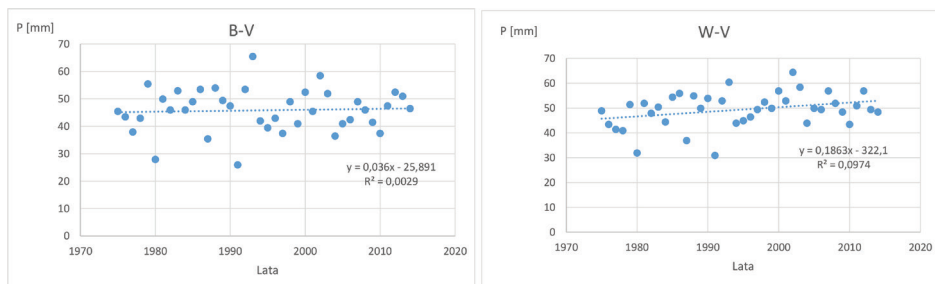 P [mm]
B-V
70
60
50
40
30
20
10
0
y = 0,036x - 25,891
R² = 0,0029
1970
1980
1990
2000
2010
2020
Lata
P [mm]
W-V
70
60
50
40
30
20
10
0
y = 0,1863x - 322,1
R² = 0,0974
1970
1980
1990
2000
2010
2020
Lata